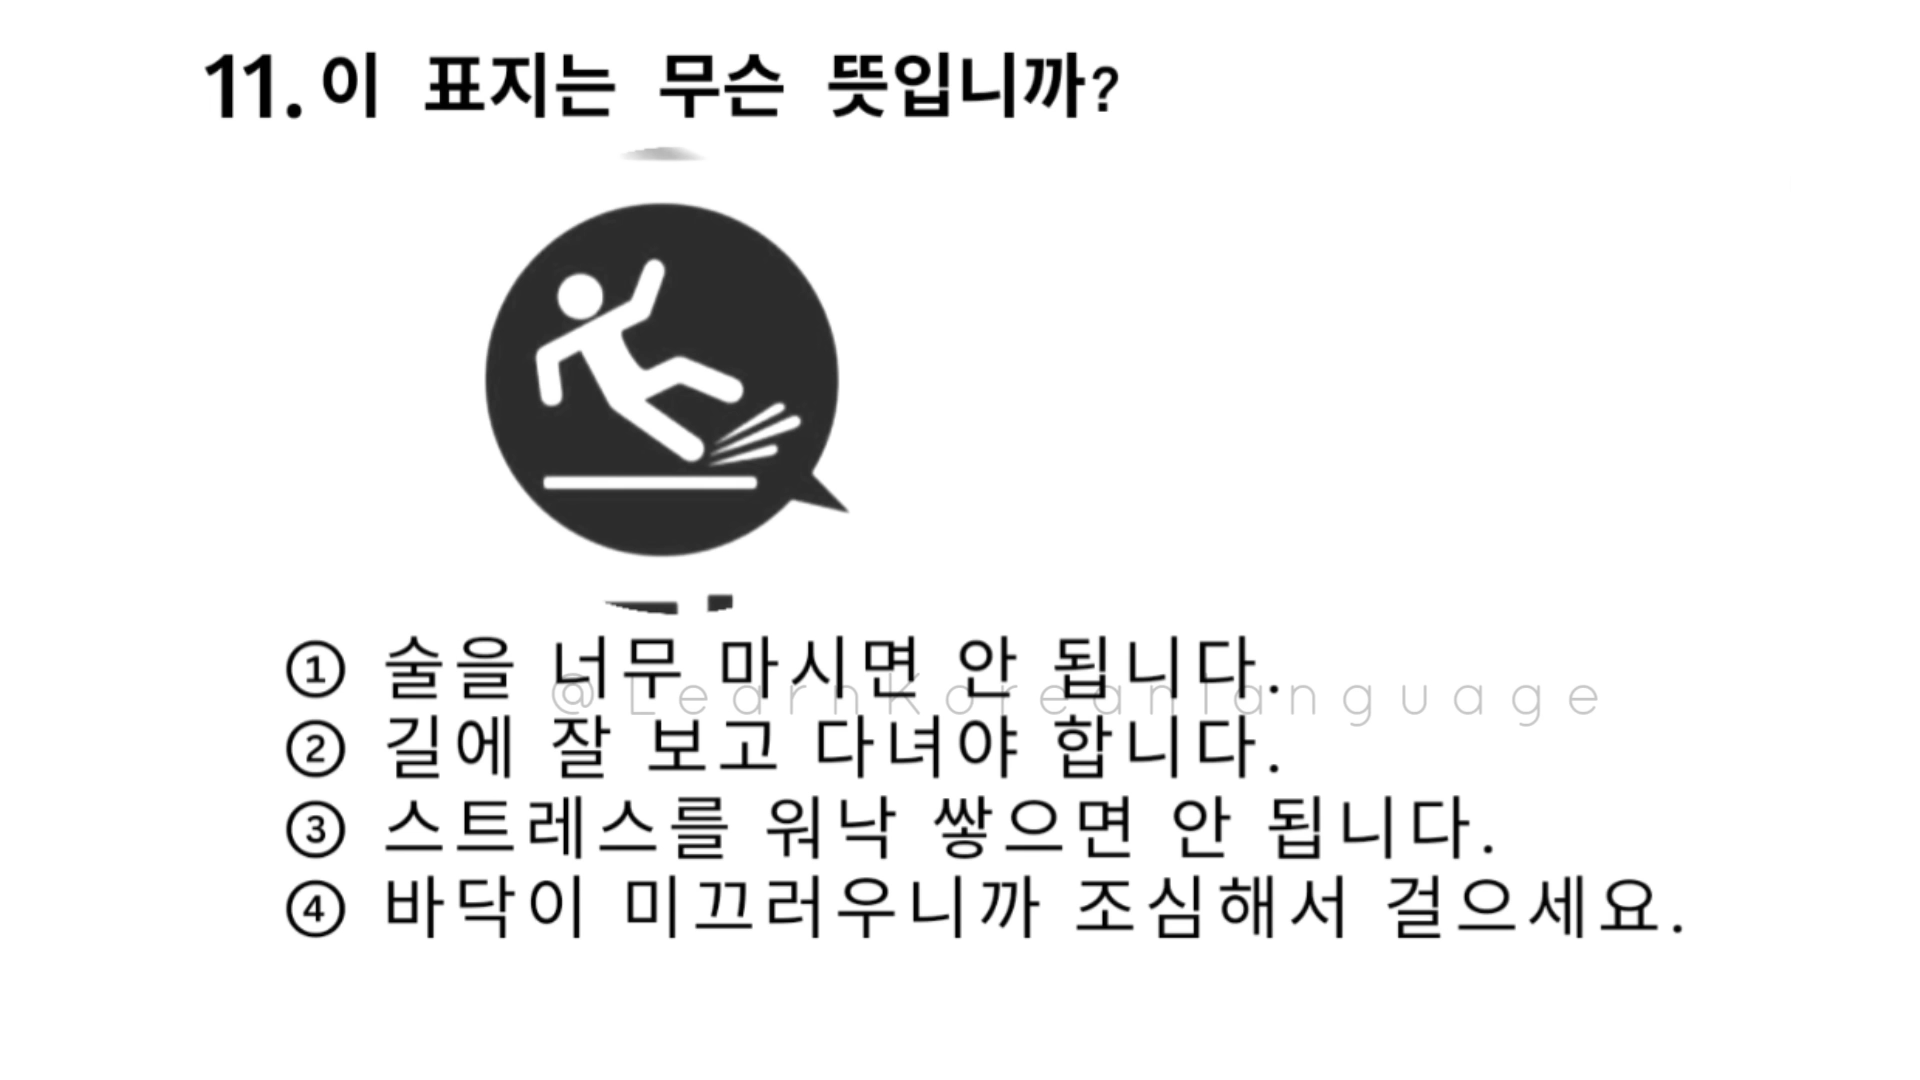 11. 이 표지는 무슨 뜻입니까?
① 술을 너무 마시면 안 됩니다.
@Learnkoreanlanguage
② 길에 잘 보고 다녀야 합니다.
③ 스트레스를 워낙 쌓으면 안 됩니다.
④ 바닥이 미끄러우니까 조심해서 걸으세요.